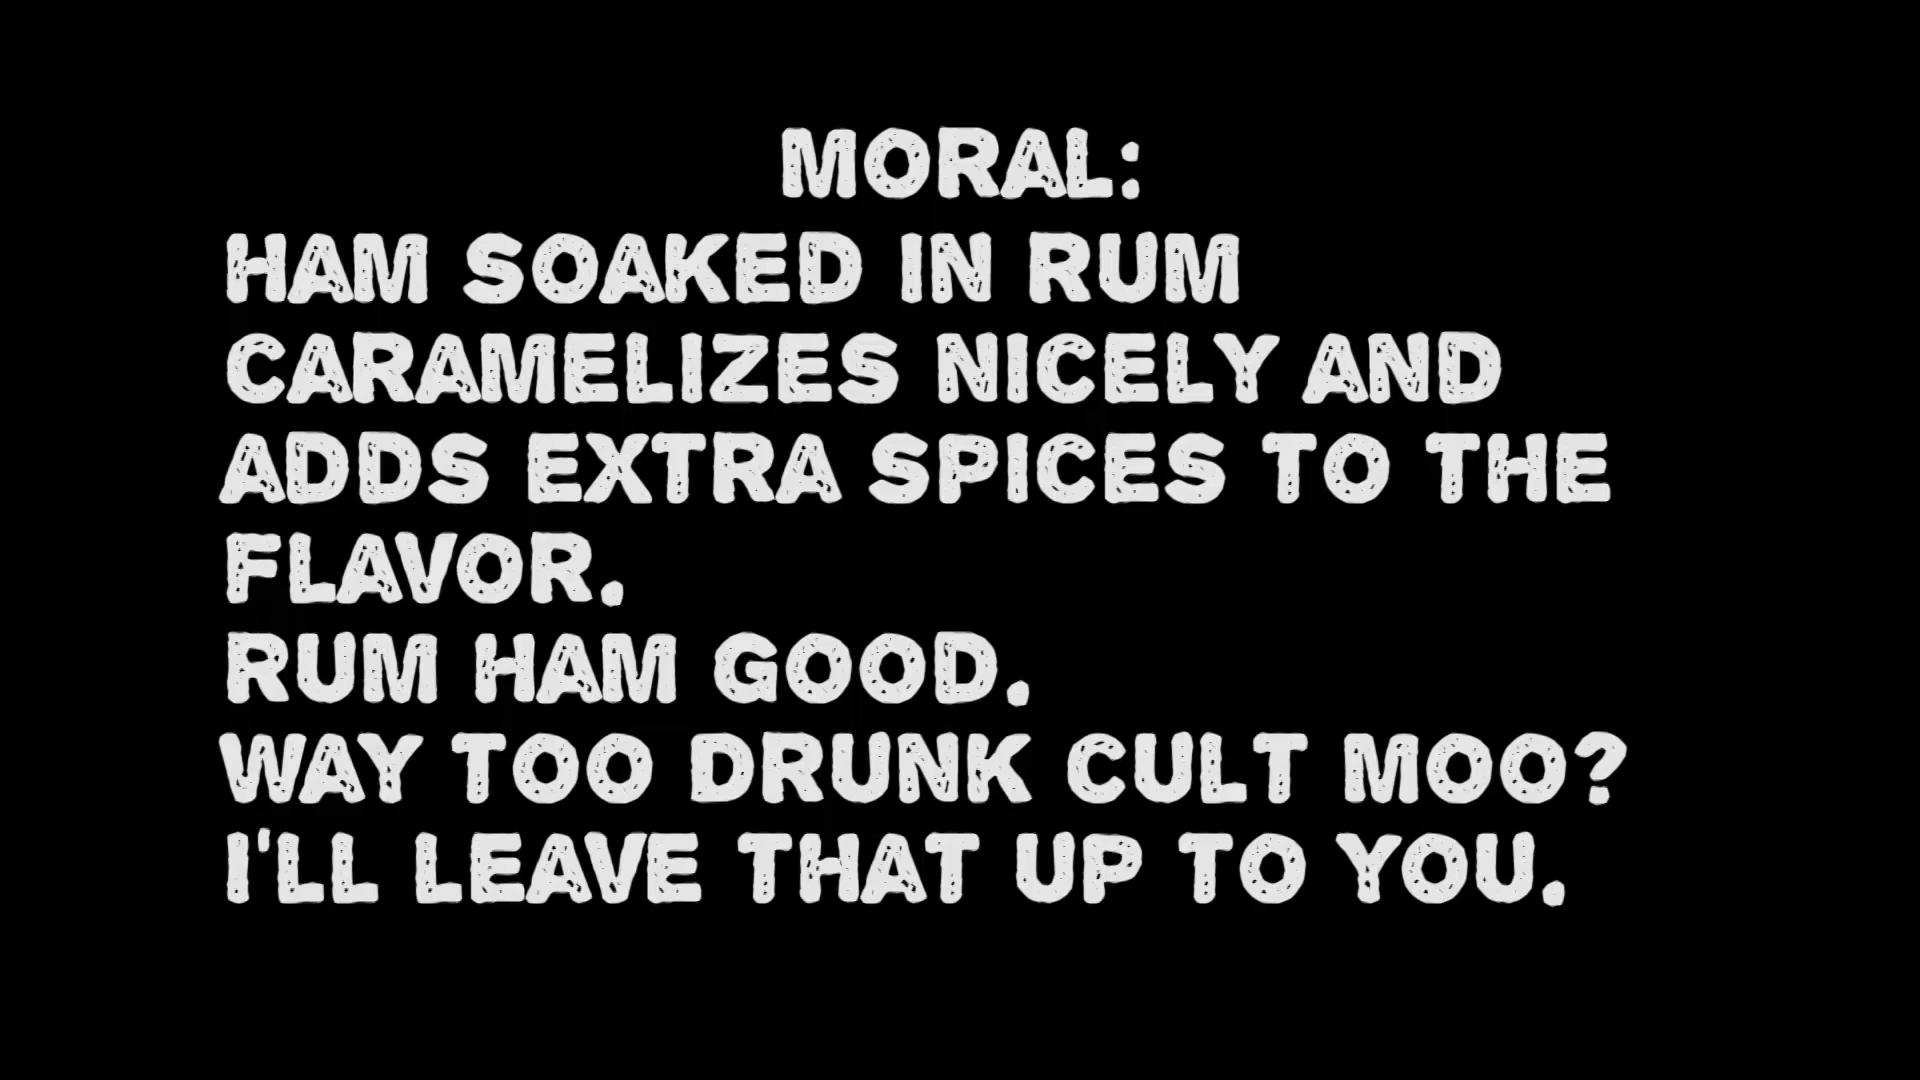 MORAL:
HAM SOAKED IN RUM
CARAMELIZES NICELY AND
ADDS EXTRA SPICES TO THE
FLAVOR.
RUM HAM GOOD.
WAY TOO DRUNK CULT MOO?
I'LL LEAVE THAT UP TO YOU.